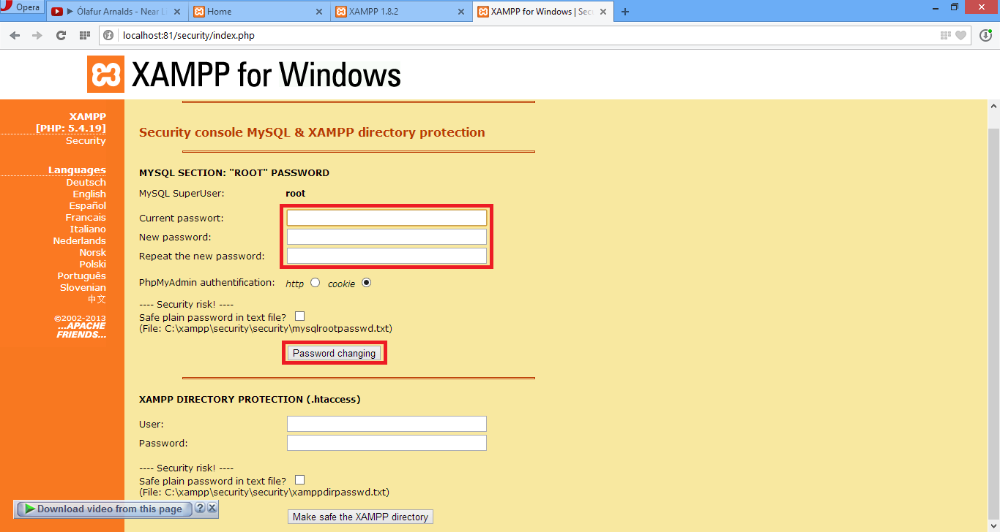 Opera
Ólafur Arnalds - Near L
Home
XAMPP 1.8.2
XAMPP for Windows | Sec
localhost:81/security/index.php
XAMPP for Windows
XAMPP
[PHP: 5.4.19]
Security
Languages
Deutsch
English
Español
Francais
Italiano
Nederlands
Norsk
Polski
Português
Slovenian
中文
©2002-2013
...APACHE
FRIENDS...
Security console MySQL & XAMPP directory protection
MYSQL SECTION: "ROOT" PASSWORD
MySQL SuperUser: root
Current passwort:
New password:
Repeat the new password:
PhpMyAdmin authentification: http cookie
---- Security risk! ----
Safe plain password in text file?
(File: C:\xampp\security\security\mysqlrootpasswd.txt)
Password changing
XAMPP DIRECTORY PROTECTION (.htaccess)
User:
Password:
---- Security risk! ----
Safe plain password in text file?
(File: C:\xampp\security\security\xamppdirpasswd.txt)
Make safe the XAMPP directory
Download video from this page ? X